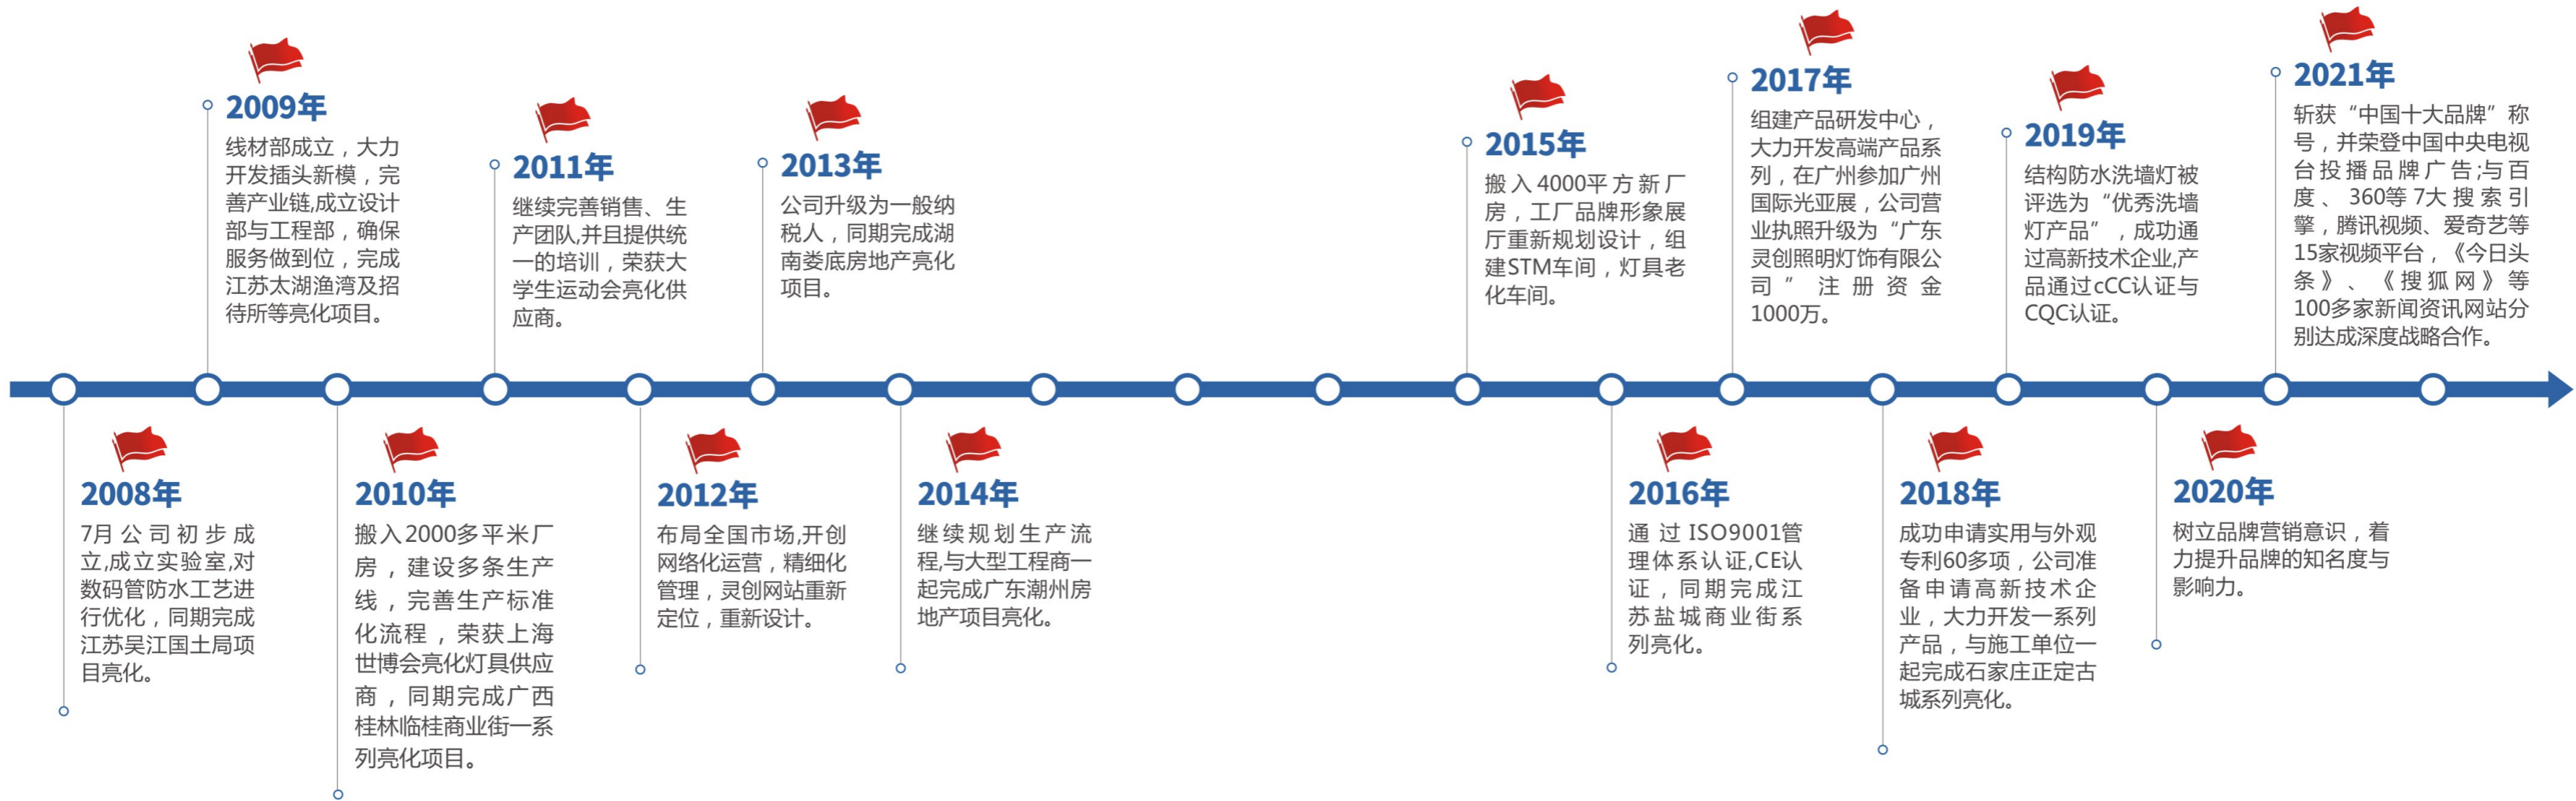 2009年
线材部成立，大力
开发插头新模，完
善产业链,成立设计
部与工程部，确保
服务做到位，完成
江苏太湖渔湾及招
待所等亮化项目。
2011年
继续完善销售、生
产团队,并且提供统
一的培训，荣获大
学生运动会亮化供
应商。
2013年
公司升级为一般纳
税人，同期完成湖
南娄底房地产亮化
项目。
2015年
搬入4000平方新厂
房，工厂品牌形象展
厅重新规划设计，组
建STM车间，灯具老
化车间。
2017年
组建产品研发中心，
大力开发高端产品系
列，在广州参加广州
国际光亚展，公司营
业执照升级为“广东
灵创照明灯饰有限公
司”注册资金
1000万。
2019年
结构防水洗墙灯被
评选为“优秀洗墙
灯产品”，成功通
过高新技术企业,产
品通过cCC认证与
CQC认证。
2021年
斩获“中国十大品牌”称
号，并荣登中国中央电视
台投播品牌广告;与百
度、360等7大搜索引
擎，腾讯视频、爱奇艺等
15家视频平台，《今日头
条》、《搜狐网》等
100多家新闻资讯网站分
别达成深度战略合作。
2008年
7月公司初步成
立,成立实验室,对
数码管防水工艺进
行优化，同期完成
江苏吴江国土局项
目亮化。
2010年
搬入2000多平米厂
房，建设多条生产
线，完善生产标准
化流程，荣获上海
世博会亮化灯具供应
商，同期完成广西
桂林临桂商业街一系
列亮化项目。
2012年
布局全国市场,开创
网络化运营，精细化
管理，灵创网站重新
定位，重新设计。
2014年
继续规划生产流
程,与大型工程商一
起完成广东潮州房
地产项目亮化。
2016年
通过ISO9001管
理体系认证,CE认
证，同期完成江
苏盐城商业街系
列亮化。
2018年
成功申请实用与外观
专利60多项，公司准
备申请高新技术企
业，大力开发一系列
产品，与施工单位一
起完成石家庄正定古
城系列亮化。
2020年
树立品牌营销意识，着
力提升品牌的知名度与
影响力。